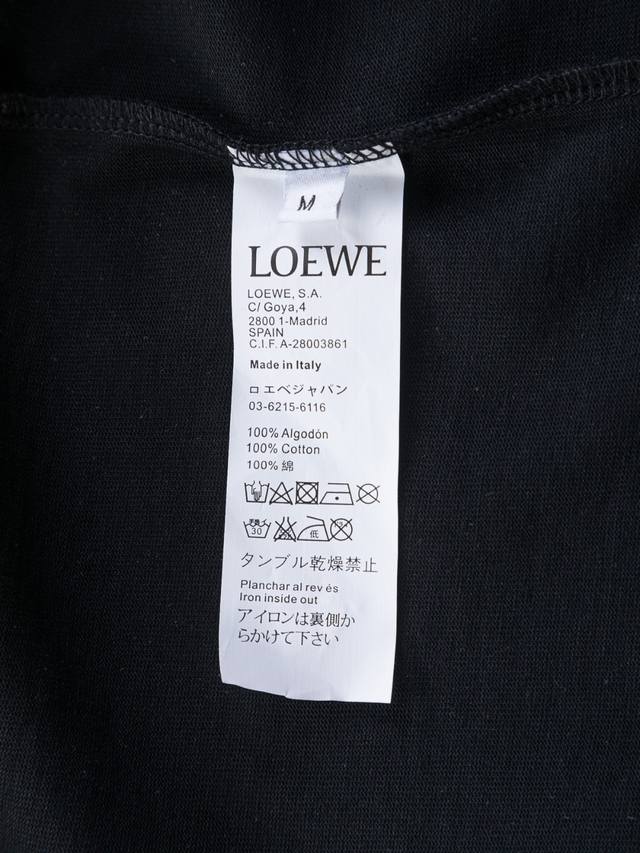 M
LOEWE
LOEWE, S.A.
C/ Goya,4
2800 1-Madrid
SPAIN
C.I.F. A-28003861
Made in Italy
ロエベジャパン
03-6215-6116
100% Algodón
100% Cotton
100% 綿
30 低
タンブル乾燥禁止
Planchar al rev és
Iron inside out
アイロンは裏側か
らかけて下さい